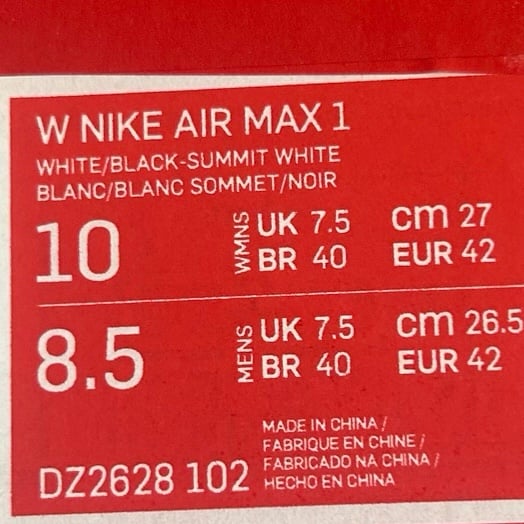 W NIKE AIR MAX 1
WHITE/BLACK-SUMMIT WHITE
BLANC/BLANC SOMMET/NOIR
10 WMNS UK 7.5 cm 27
BR 40 EUR 42
8.5 MENS UK 7.5 cm 26.5
BR 40 EUR 42
MADE IN CHINA /
FABRIQUE EN CHINE /
FABRICADO NA CHINA /
HECHO EN CHINA
DZ2628 102